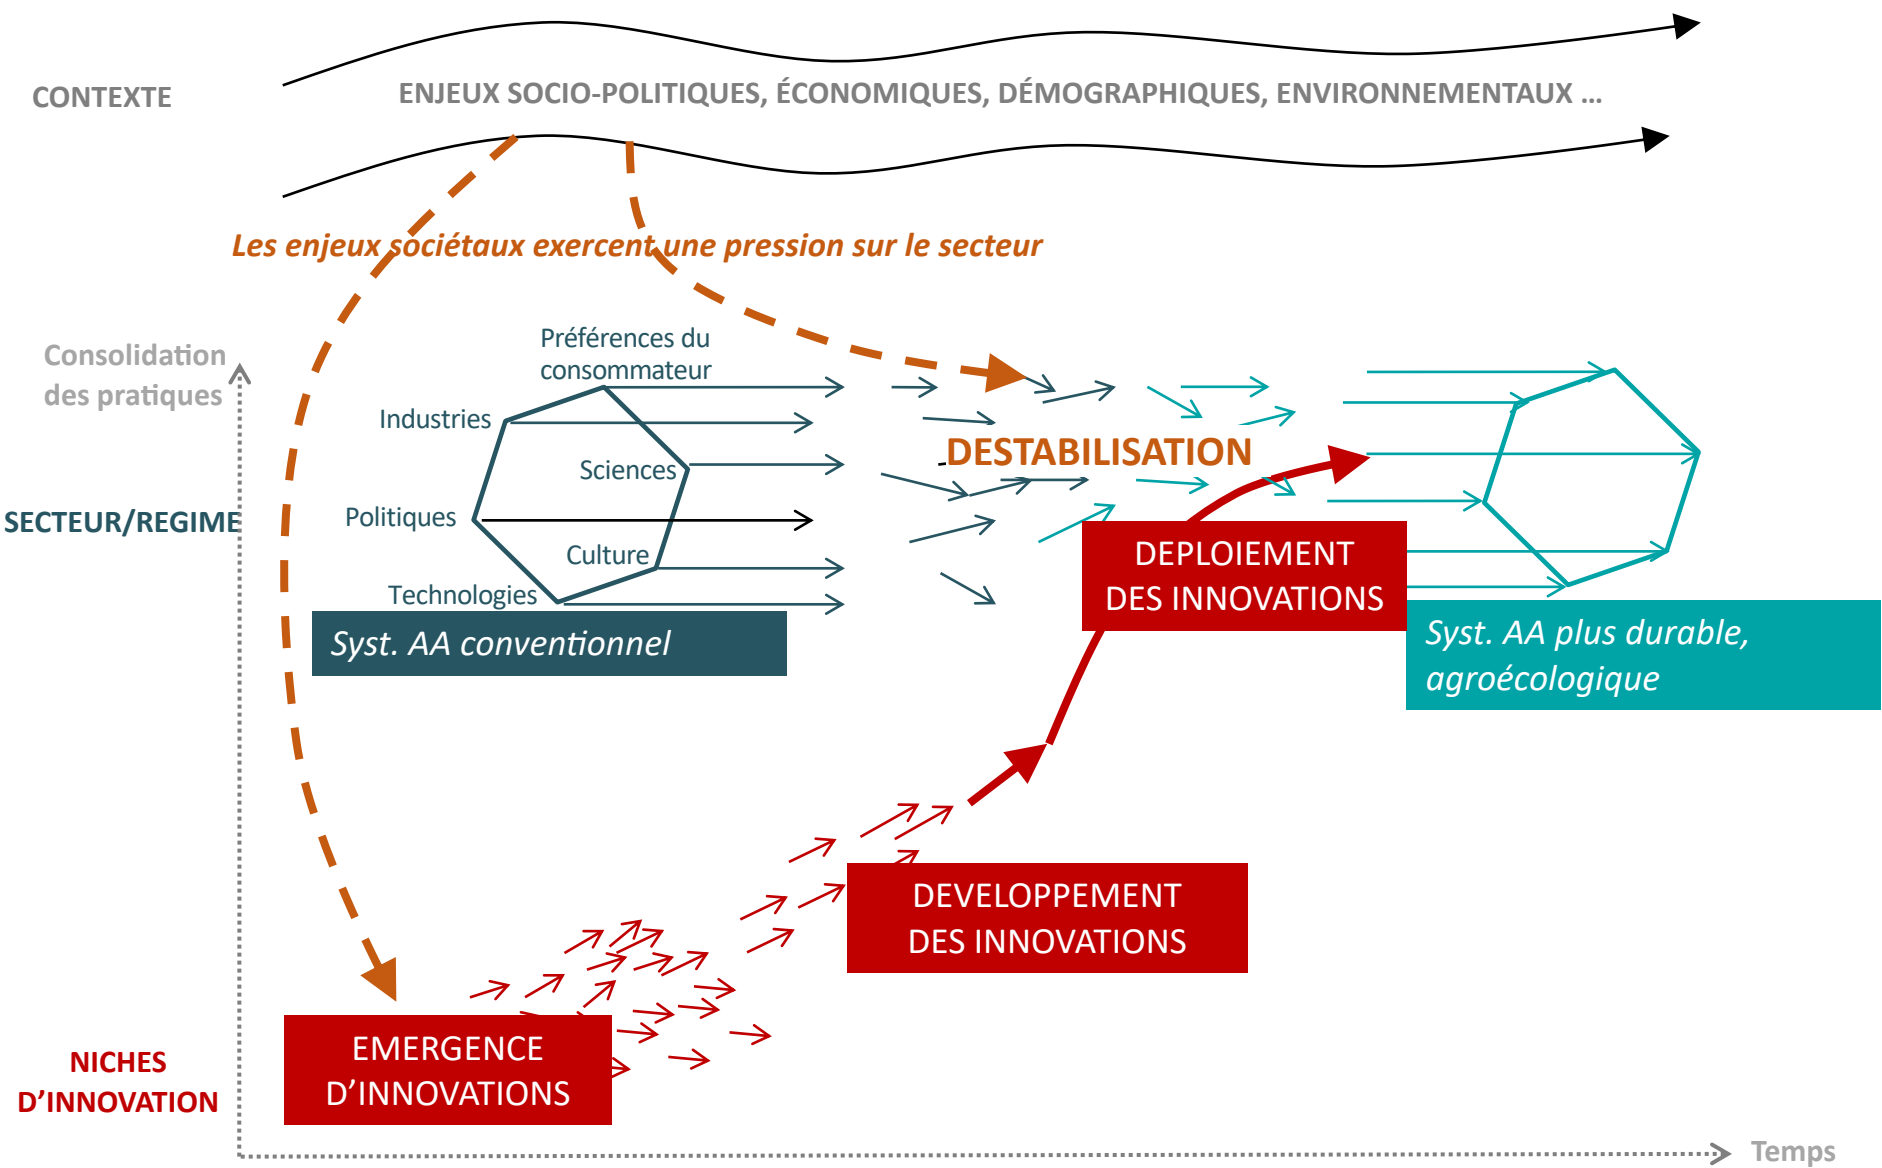 CONTEXTE
ENJEUX SOCIO-POLITIQUES, ÉCONOMIQUES, DÉMOGRAPHIQUES, ENVIRONNEMENTAUX ...
Les enjeux sociétaux exercent une pression sur le secteur
Consolidation
des pratiques
Préférences du
consommateur
Industries
Sciences
Politiques
Culture
Technologies
DESTABILISATION
SECTEUR/REGIME
Syst. AA conventionnel
DEPLOIEMENT
DES INNOVATIONS
Syst. AA plus durable,
agroécologique
DEVELOPPEMENT
DES INNOVATIONS
EMERGENCE
D’INNOVATIONS
NICHES
D’INNOVATION
Temps